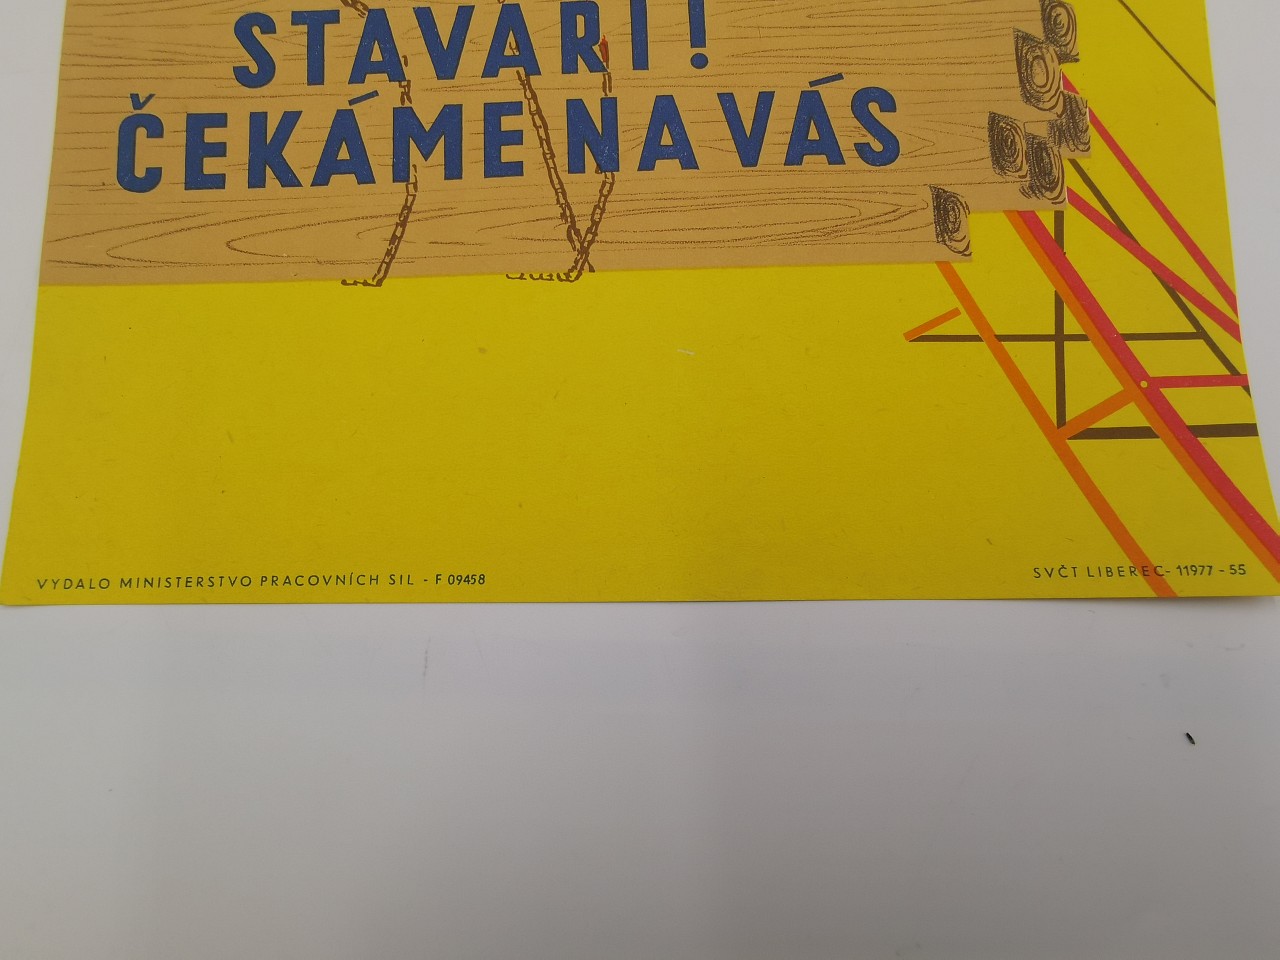 STAVAŘI!
ČEKÁME NA VÁS
VYDALO MINISTERSTVO PRACOVNÍCH SIL - F 09458
SVČT LIBEREC - 11977 - 55